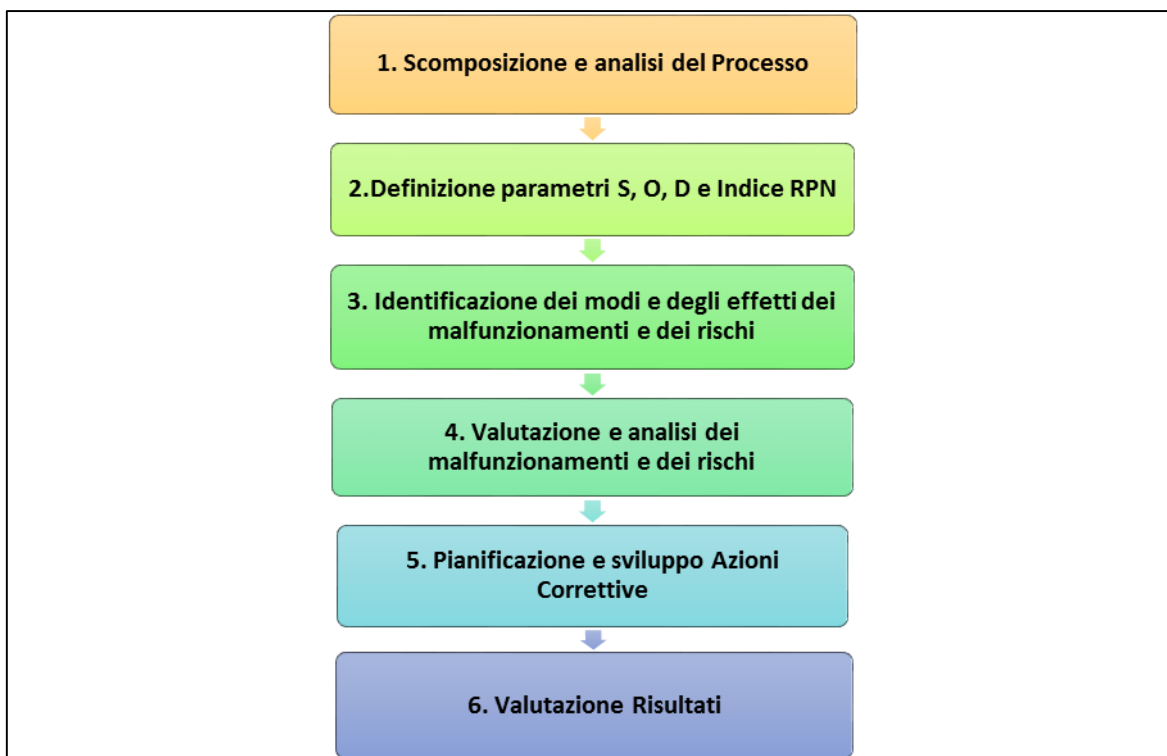 1. Scomposizione e analisi del Processo
2.Definizione parametri S, O, D e Indice RPN
3. Identificazione dei modi e degli effetti dei
malfunzionamenti e dei rischi
4. Valutazione e analisi dei
malfunzionamenti e dei rischi
5. Pianificazione e sviluppo Azioni
Correttive
6. Valutazione Risultati